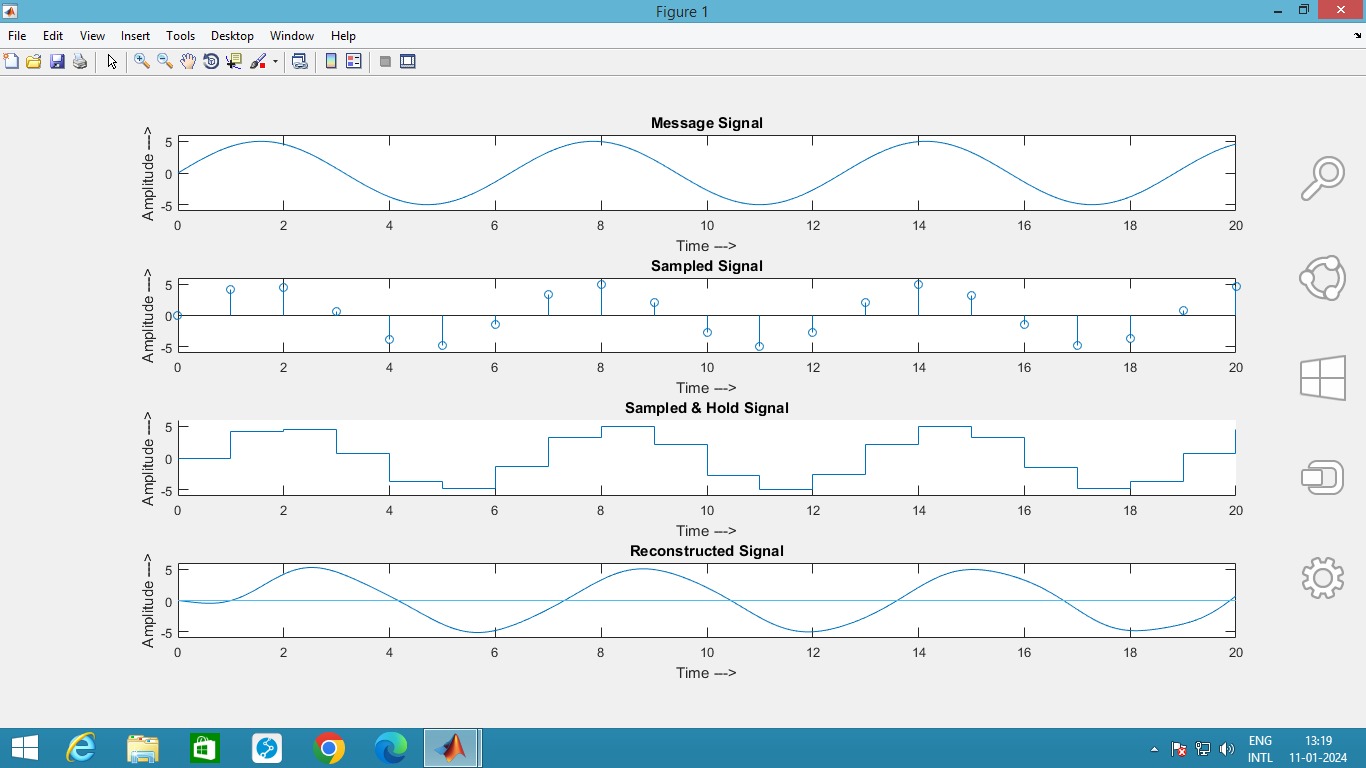 Figure 1
File Edit View Insert Tools Desktop Window Help
Message Signal
Amplitude --->
5
0
-5
0 2 4 6 8 10 12 14 16 18 20
Time --->
Sampled Signal
Amplitude --->
5
0
-5
0 2 4 6 8 10 12 14 16 18 20
Time --->
Sampled & Hold Signal
Amplitude --->
5
0
-5
0 2 4 6 8 10 12 14 16 18 20
Time --->
Reconstructed Signal
Amplitude --->
5
0
-5
0 2 4 6 8 10 12 14 16 18 20
Time --->
ENG 13:19
INTL 11-01-2024